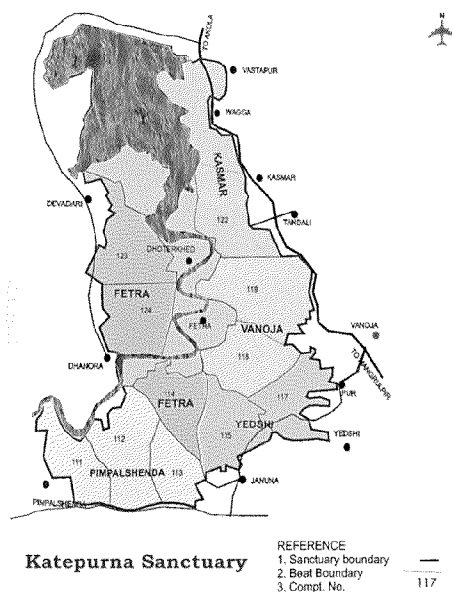 N
TO AKOLA
VASTAPUR
WAGGA
KASMAR
KASMAR
122
DEVADARI
TANDALI
DHOTERKHED
123
119
FETRA
124
FETRA
VANOJA
VANOJA
118
DHANORA
TO MANGRULPIR
14
FETRA
117
PUR
115
YEDSHI
YEDSHI
112
111
PIMPALSHENDA
113
JANUNA
PIMPALSHENDA
Katepurna Sanctuary
REFERENCE
1. Sanctuary boundary
2. Beat Boundary
3. Compt. No. 117